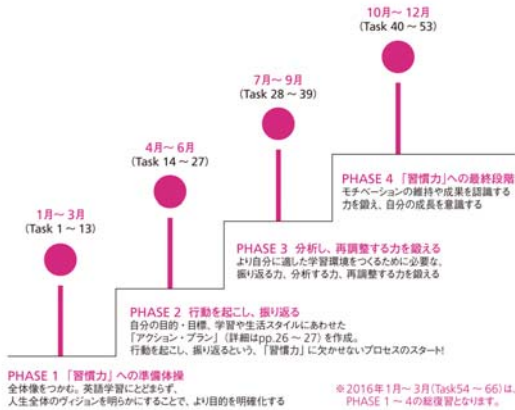 10月～12月
(Task 40～53)
7月～9月
(Task 28～39)
4月～6月
(Task 14～27)
1月～3月
(Task 1～13)
PHASE 4 「習慣力」への最終段階
モチベーションの維持や成果を認識する
力を鍛え、自分の成長を意識する
PHASE 3 分析し、再調整する力を鍛える
より自分に適した学習環境をつくるために必要な、
振り返る力、分析する力、再調整する力を鍛える
PHASE 2 行動を起こし、振り返る
自分の目的・目標、学習や生活スタイルにあわせた
「アクション・プラン」(詳細はpp.26～27)を作成。
行動を起こし、振り返るという、「習慣力」に欠かせないプロセスのスタート!
PHASE 1 「習慣力」への準備体操
全体像をつかむ。英語学習にとどまらず、
人生全体のヴィジョンを明らかにすることで、より目的を明確化する
※2016年1月～3月(Task54～66)は、
PHASE 1～4の総復習となります。